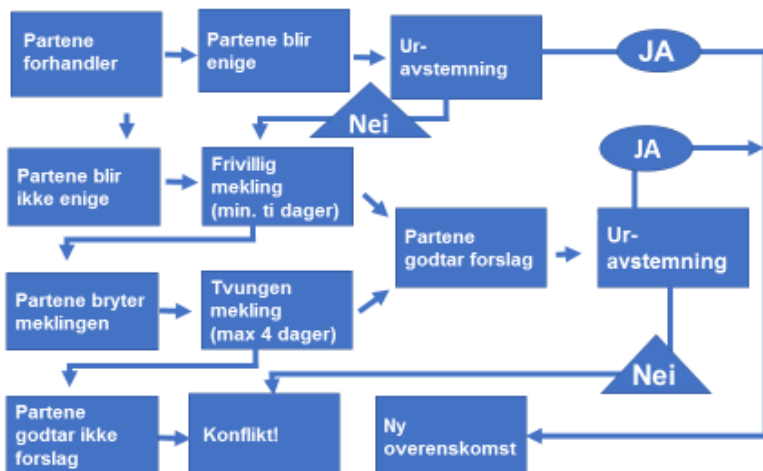 Partene
forhandler
Partene blir
enige
Ur-
avstemning
JA
Nei
JA
Partene blir
ikke enige
Frivillig
mekling
(min. ti dager)
Partene
godtar forslag
Ur-
avstemning
Partene bryter
meklingen
Tvungen
mekling
(max 4 dager)
Nei
Partene
godtar ikke
forslag
Konflikt!
Ny
overenskomst